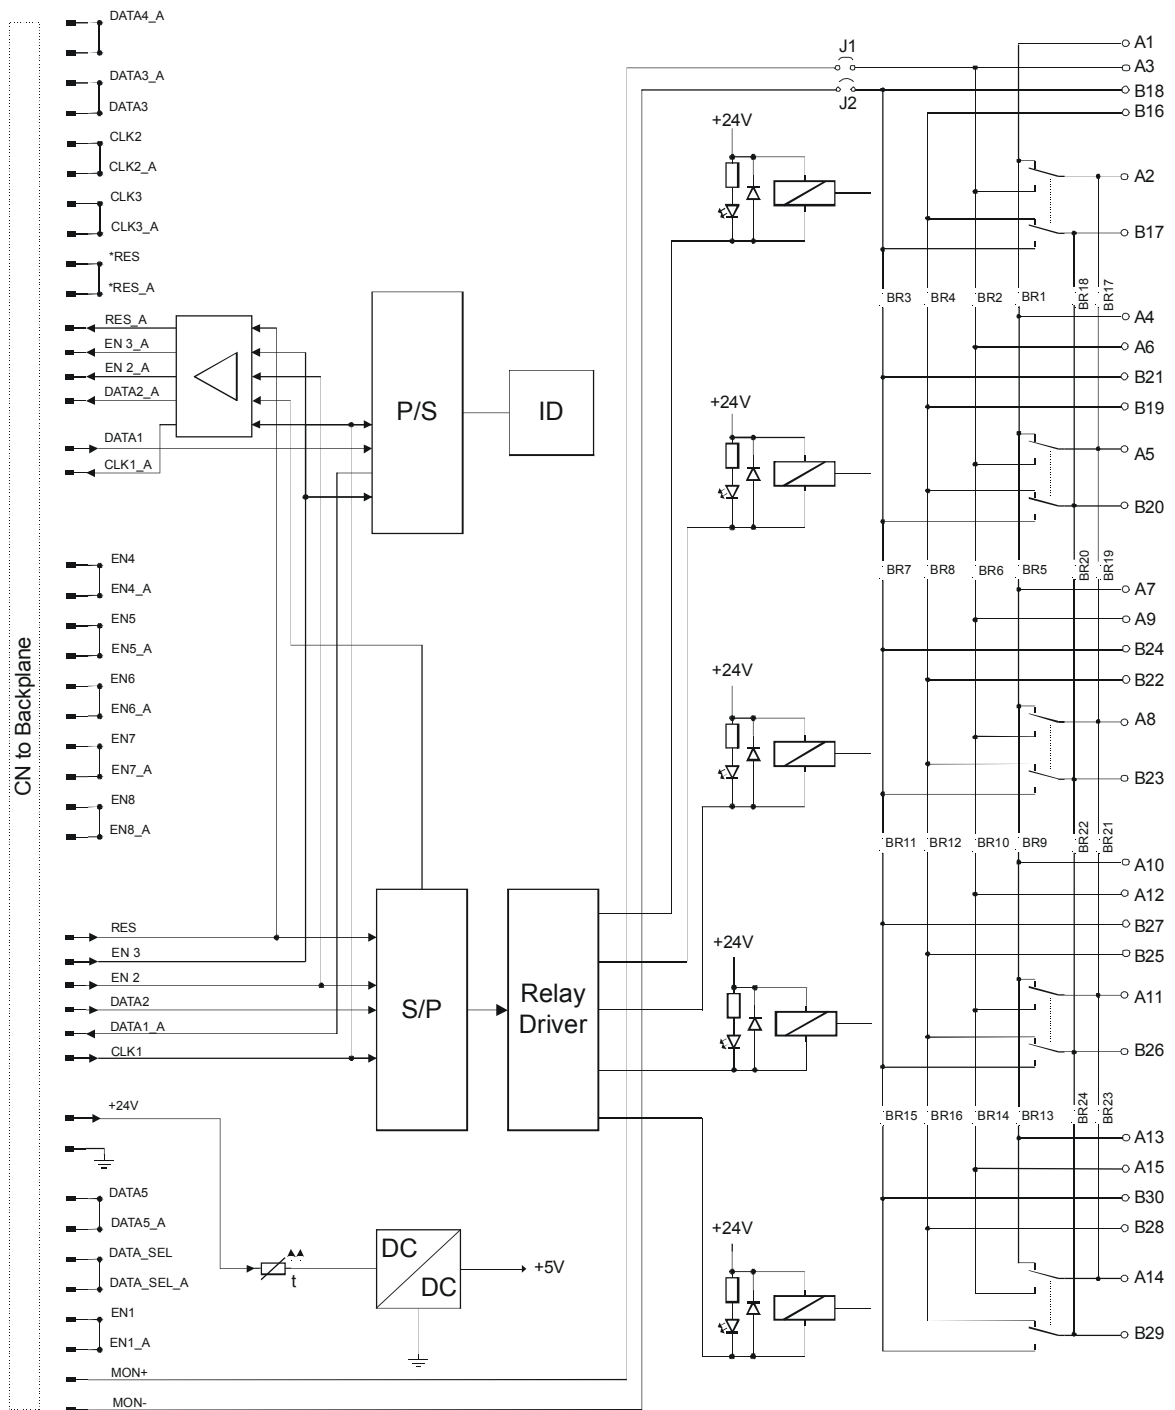 DATA4_A
DATA3_A
DATA3
CLK2
CLK2_A
CLK3
CLK3_A
*RES
*RES_A
RES_A
EN 3_A
EN 2_A
DATA2_A
DATA1
CLK1_A
EN4
EN4_A
EN5
EN5_A
EN6
EN6_A
EN7
EN7_A
EN8
EN8_A
RES
EN 3
EN 2
DATA2
DATA1_A
CLK1
+24V
DATA5
DATA5_A
DATA_SEL
DATA_SEL_A
EN1
EN1_A
MON+
MON-
CN to Backplane
P/S
ID
S/P
Relay
Driver
t
DC
DC
+5V
J1
J2
+24V
+24V
+24V
+24V
+24V
A1
A3
B18
B16
A2
B17
BR3 BR4 BR2 BR1 BR18 BR17
A4
A6
B21
B19
A5
B20
BR7 BR8 BR6 BR5 BR20 BR19
A7
A9
B24
B22
A8
B23
BR11 BR12 BR10 BR9 BR22 BR21
A10
A12
B27
B25
A11
B26
BR15 BR16 BR14 BR13 BR24 BR23
A13
A15
B30
B28
A14
B29